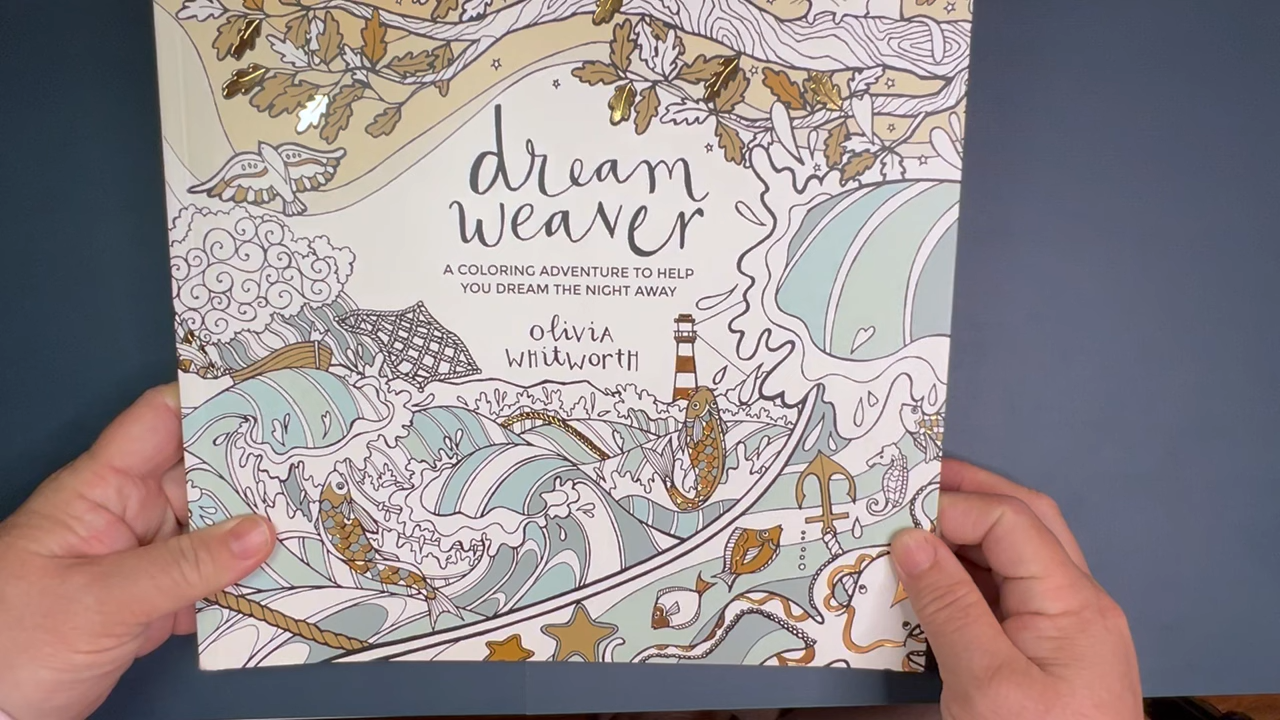 dream
weaver
A COLORING ADVENTURE TO HELP
YOU DREAM THE NIGHT AWAY
olivia
WHITWORTH